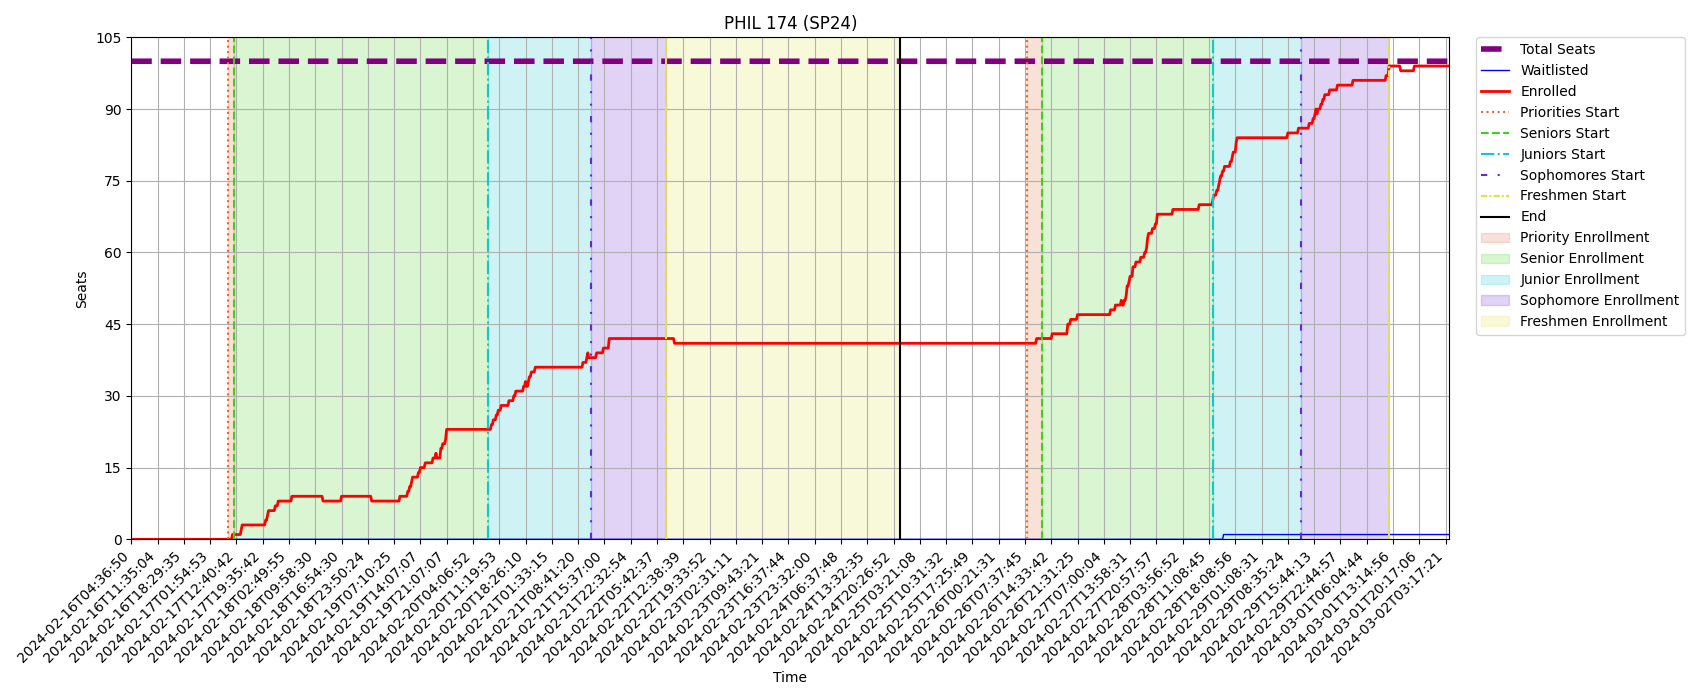 PHIL 174 (SP24)
105
90
75
60
45
30
15
0
Seats
2024-02-16T04:36:50
2024-02-16T11:35:04
2024-02-16T18:29:35
2024-02-17T01:54:53
2024-02-17T12:40:42
2024-02-17T19:35:42
2024-02-18T02:49:55
2024-02-18T09:58:30
2024-02-18T16:54:30
2024-02-18T23:50:24
2024-02-19T07:10:25
2024-02-19T14:07:07
2024-02-19T21:07:07
2024-02-20T04:06:52
2024-02-20T11:19:53
2024-02-20T18:26:10
2024-02-21T01:33:15
2024-02-21T08:41:20
2024-02-21T15:37:00
2024-02-21T22:32:54
2024-02-22T05:42:37
2024-02-22T12:38:39
2024-02-22T19:33:52
2024-02-23T02:31:11
2024-02-23T09:43:21
2024-02-23T16:37:44
2024-02-23T23:32:00
2024-02-24T06:37:48
2024-02-24T13:32:35
2024-02-24T20:26:52
2024-02-25T03:21:08
2024-02-25T10:31:32
2024-02-25T17:25:49
2024-02-26T00:21:31
2024-02-26T07:37:45
2024-02-26T14:33:42
2024-02-26T21:31:25
2024-02-27T07:00:04
2024-02-27T13:58:31
2024-02-27T20:57:57
2024-02-28T03:56:52
2024-02-28T11:08:45
2024-02-28T18:08:56
2024-02-29T01:08:31
2024-02-29T08:35:24
2024-02-29T15:44:13
2024-02-29T22:44:57
2024-03-01T06:04:44
2024-03-01T13:14:56
2024-03-01T20:17:06
2024-03-02T03:17:21
Time
Total Seats
Waitlisted
Enrolled
Priorities Start
Seniors Start
Juniors Start
Sophomores Start
Freshmen Start
End
Priority Enrollment
Senior Enrollment
Junior Enrollment
Sophomore Enrollment
Freshmen Enrollment